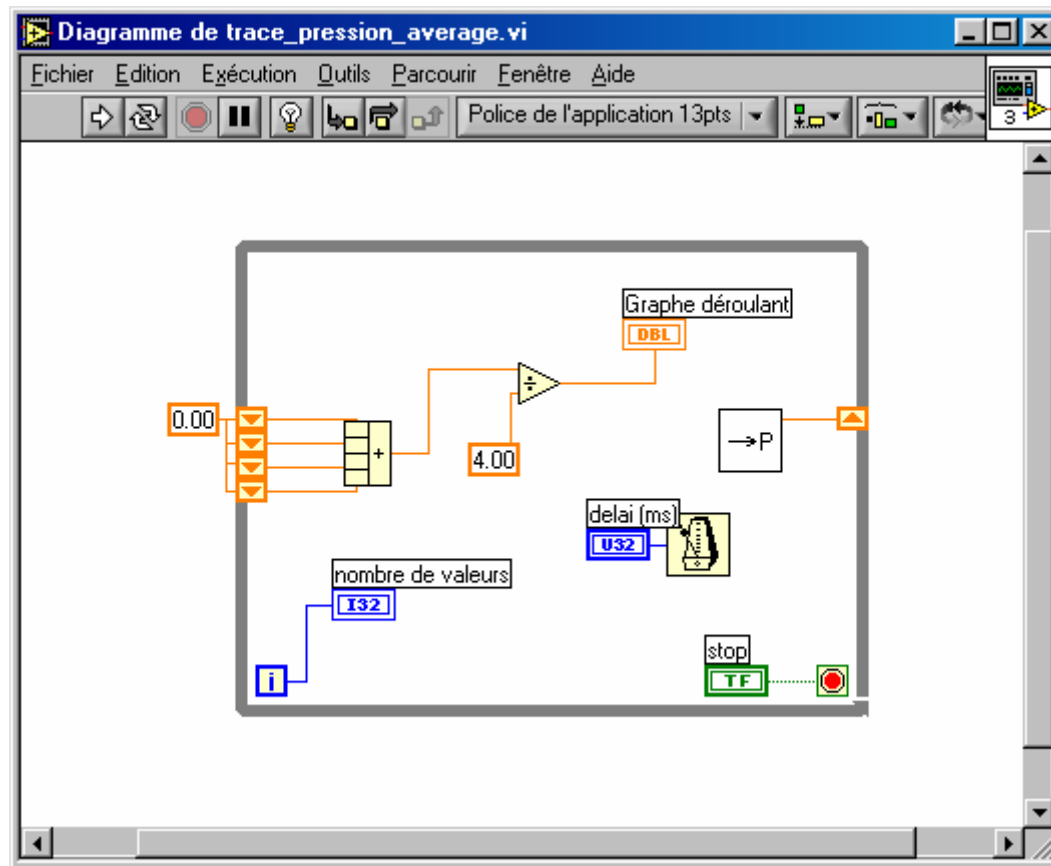 Diagramme de trace_pression_average.vi
Fichier Edition Exécution Outils Parcourir Fenêtre Aide
Police de l'application 13pts
3
Graphe déroulant
DBL
÷
0.00
+
4.00
→P
delai (ms)
U32
nombre de valeurs
I32
stop
i
TF